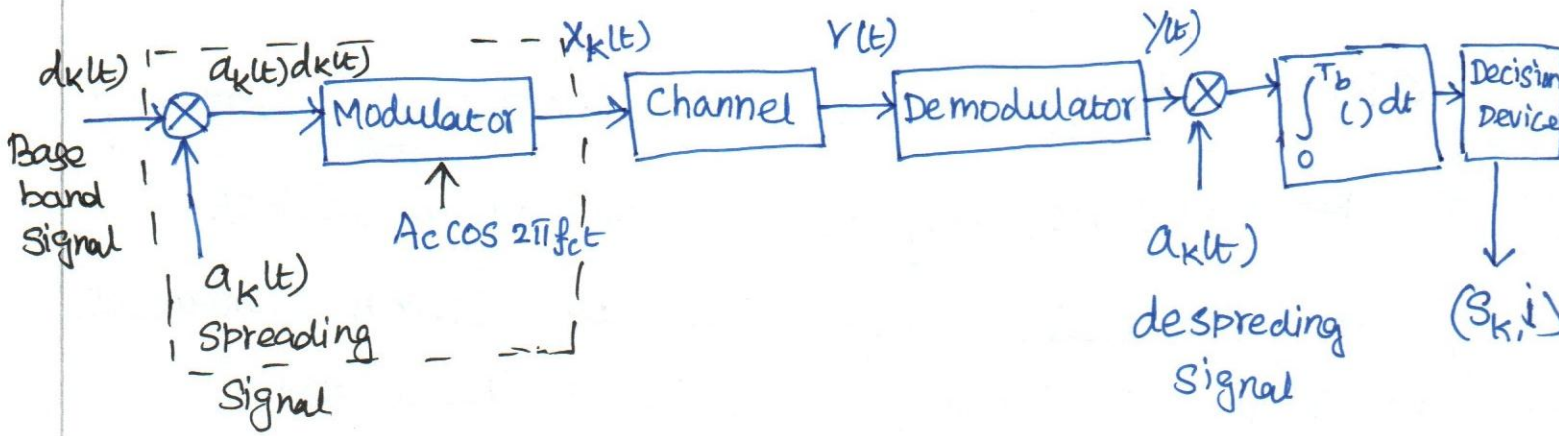 dk(t)
ak(t)dk(t)
Xk(t)
r(t)
y(t)
Base
band
Signal
Modulator
Channel
Demodulator
∫₀^Tb () dt
Decision
Device
Ac cos 2πfct
ak(t)
Spreading
Signal
ak(t)
despreding
signal
(Sk,i)